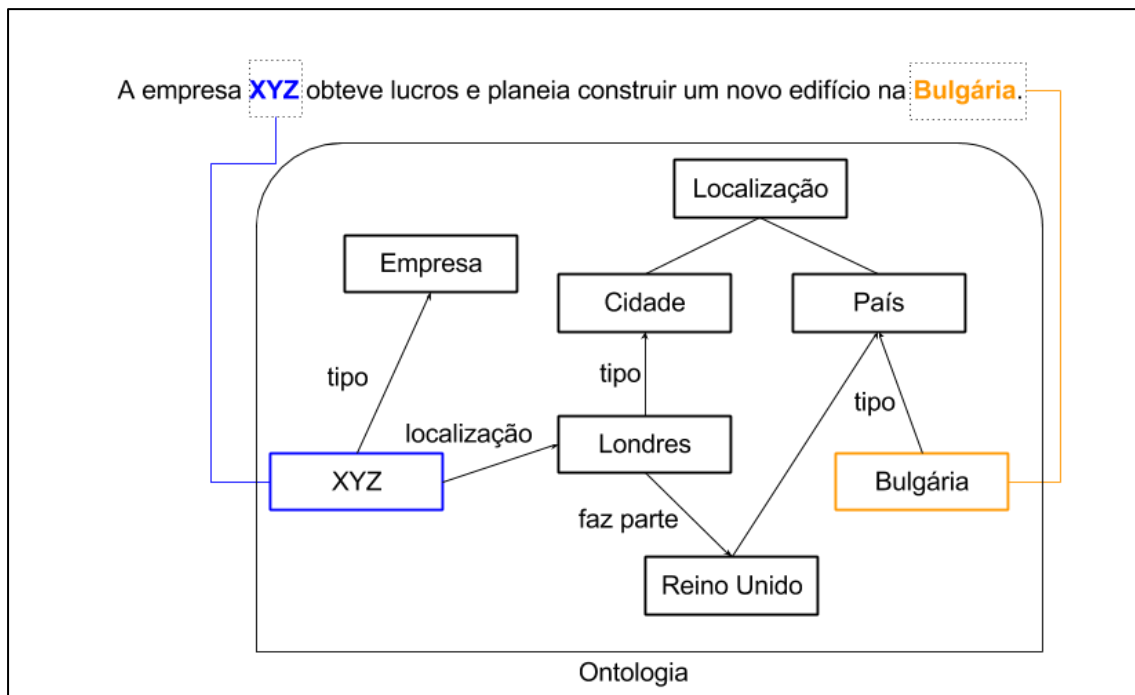 A empresa XYZ obteve lucros e planeia construir um novo edifício na Bulgária.
Localização
Empresa
Cidade
País
tipo
tipo
tipo
localização
Londres
XYZ
Bulgária
faz parte
Reino Unido
Ontologia